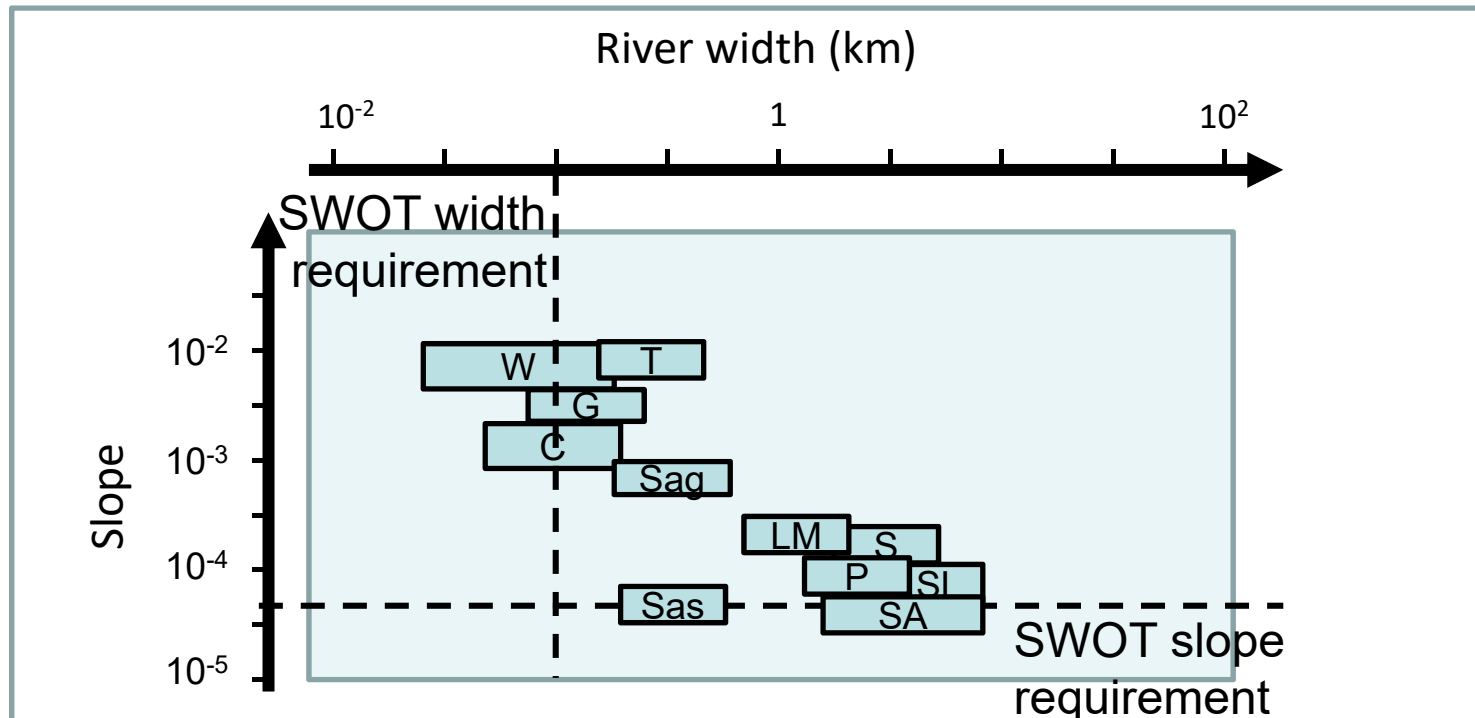 River width (km)
10⁻² 1 10²
SWOT width
requirement
10⁻²
W T
G
C
10⁻³
Sag
Slope
LM S
10⁻⁴
P SI
Sas SA
SWOT slope
requirement
10⁻⁵